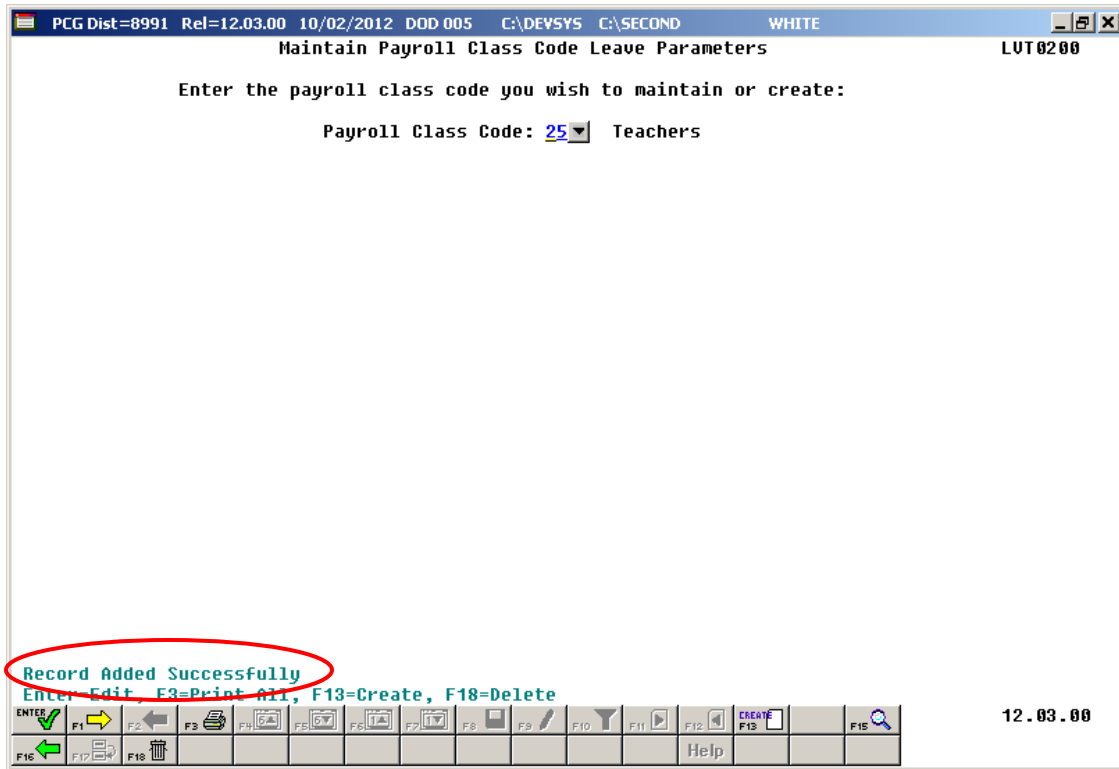 PCG Dist=8991 Rel=12.03.00 10/02/2012 DOD 005 C:\DEVSYS C:\SECOND WHITE
Maintain Payroll Class Code Leave Parameters LVT0200
Enter the payroll class code you wish to maintain or create:
Payroll Class Code: 25 Teachers
Record Added Successfully
Enter=Edit, F3=Print All, F13=Create, F18=Delete
ENTER F1 F2 F3 F4 F5 F6 F7 F8 F9 F10 F11 F12 CREATE F13 F15 12.03.00
F16 F17 F18 Help